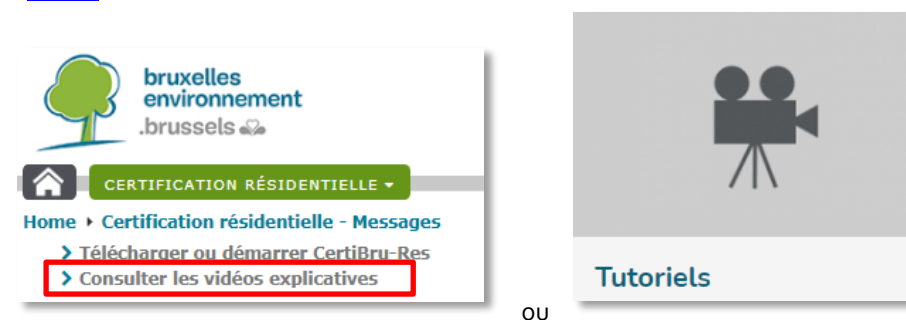 bruxelles
environnement
.brussels
CERTIFICATION RÉSIDENTIELLE
Home Certification résidentielle - Messages
Télécharger ou démarrer CertiBru-Res
Consulter les vidéos explicatives
ou
Tutoriels